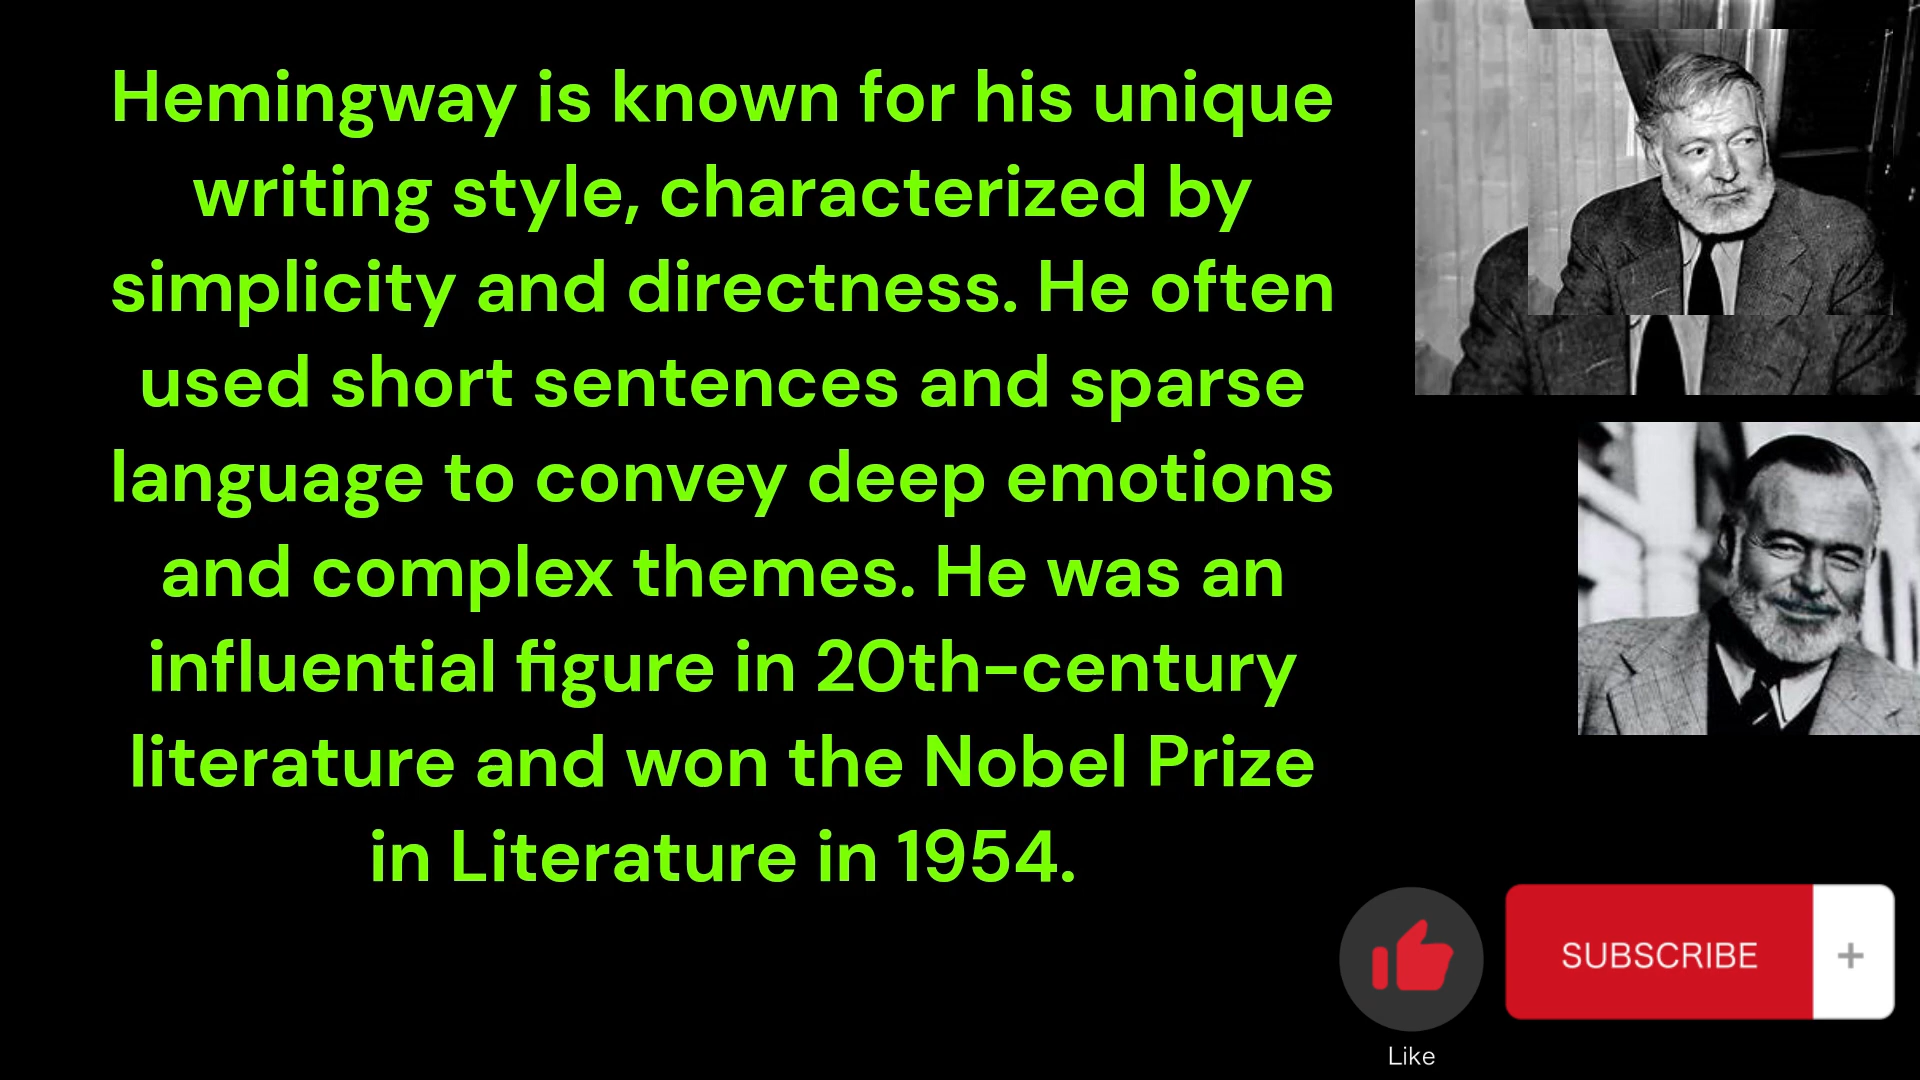 Hemingway is known for his unique
writing style, characterized by
simplicity and directness. He often
used short sentences and sparse
language to convey deep emotions
and complex themes. He was an
influential figure in 20th-century
literature and won the Nobel Prize
in Literature in 1954.
SUBSCRIBE +
Like